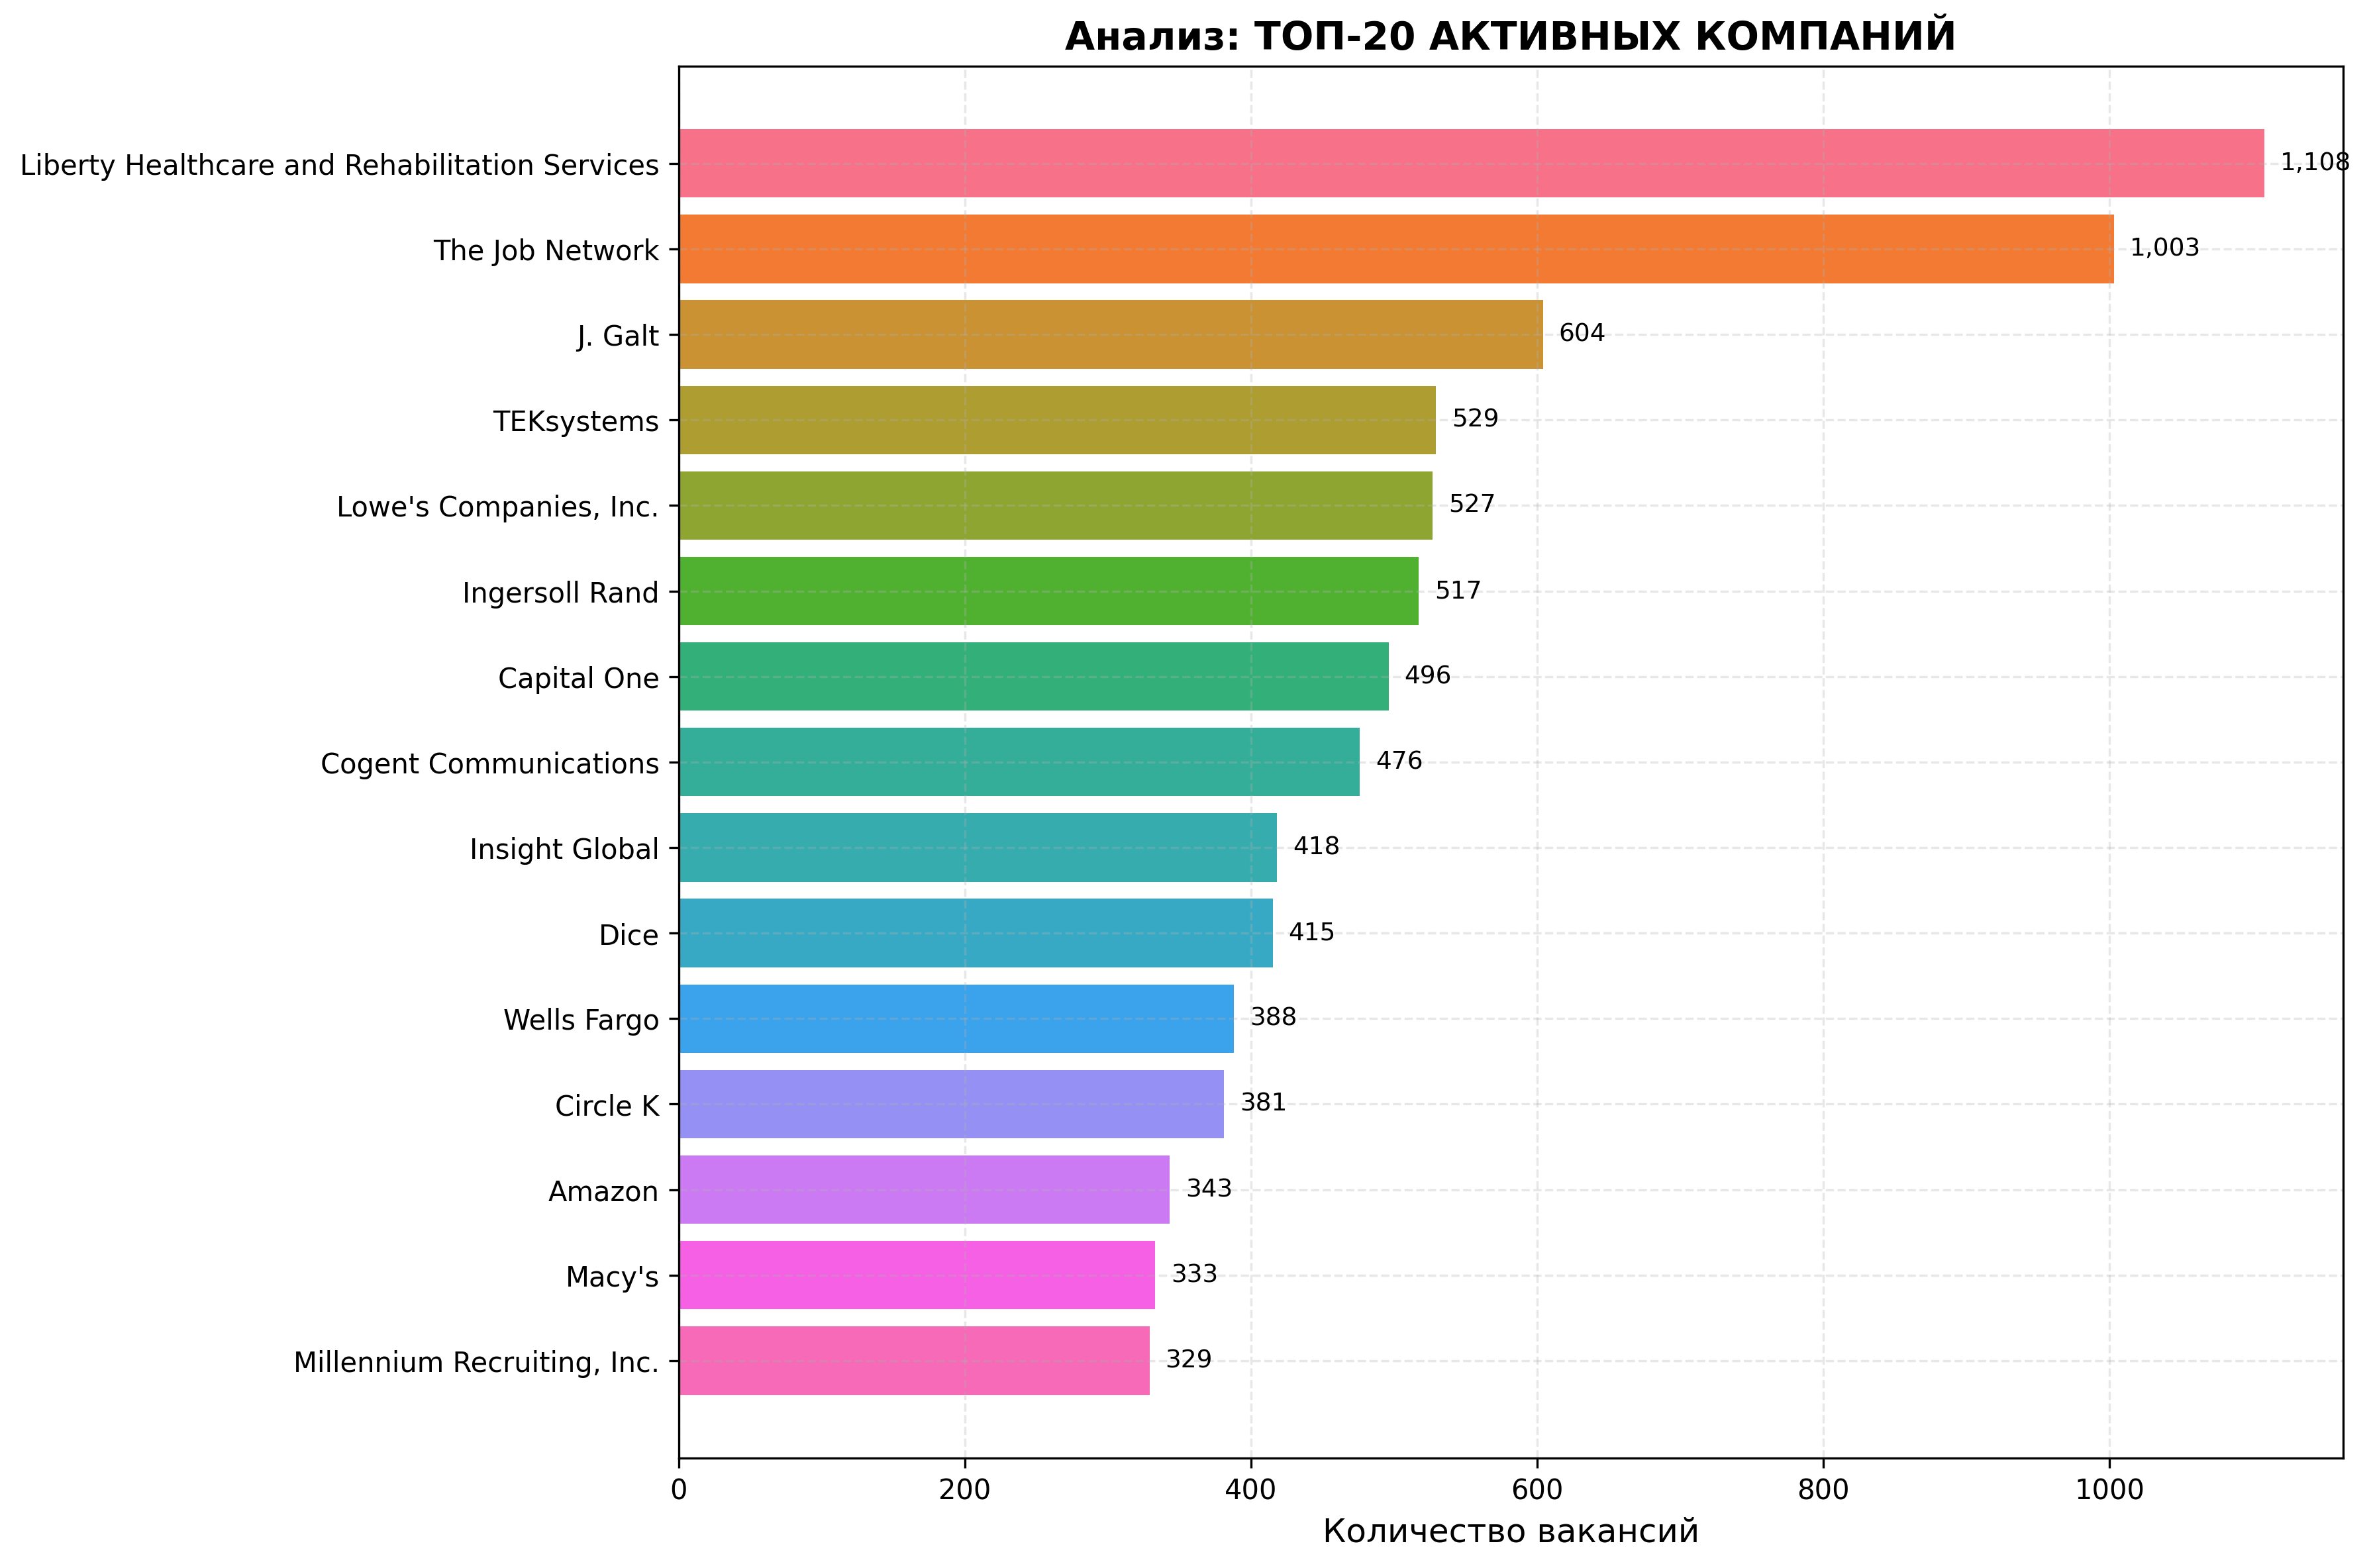 Анализ: ТОП-20 АКТИВНЫХ КОМПАНИЙ
Liberty Healthcare and Rehabilitation Services 1,108
The Job Network 1,003
J. Galt 604
TEKsystems 529
Lowe's Companies, Inc. 527
Ingersoll Rand 517
Capital One 496
Cogent Communications 476
Insight Global 418
Dice 415
Wells Fargo 388
Circle K 381
Amazon 343
Macy's 333
Millennium Recruiting, Inc. 329
0 200 400 600 800 1000
Количество вакансий